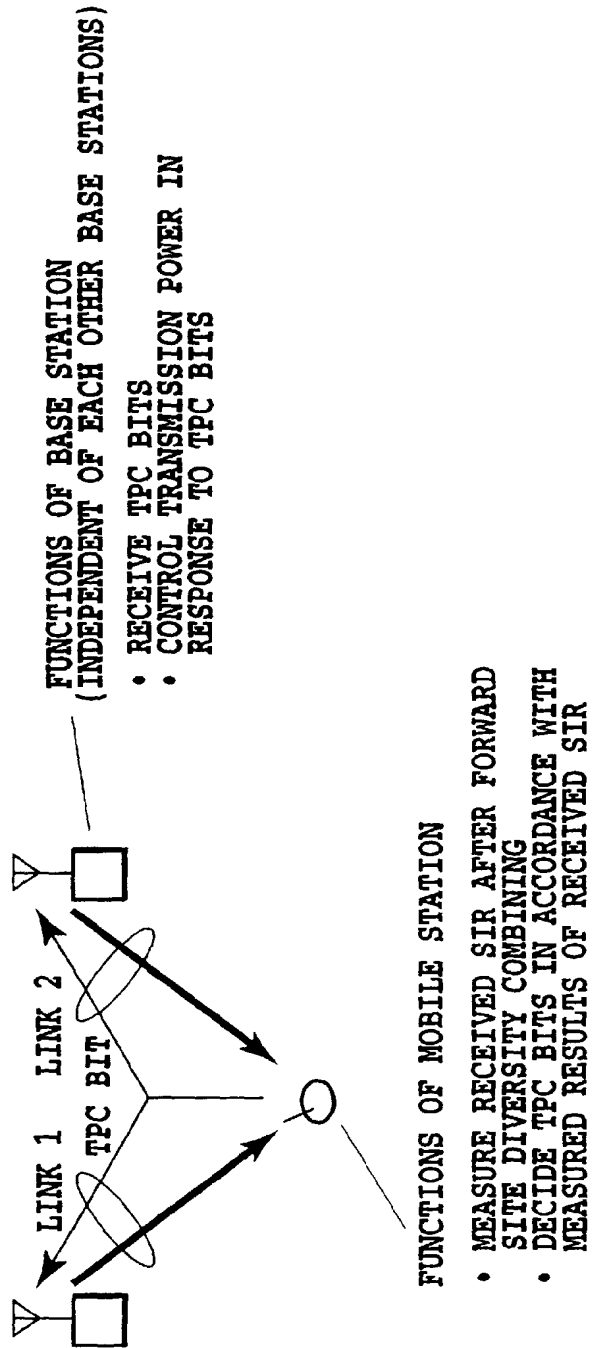 LINK 1 LINK 2
TPC BIT
FUNCTIONS OF BASE STATION
(INDEPENDENT OF EACH OTHER BASE STATIONS)
• RECEIVE TPC BITS
• CONTROL TRANSMISSION POWER IN
RESPONSE TO TPC BITS
FUNCTIONS OF MOBILE STATION
• MEASURE RECEIVED SIR AFTER FORWARD
SITE DIVERSITY COMBINING
• DECIDE TPC BITS IN ACCORDANCE WITH
MEASURED RESULTS OF RECEIVED SIR